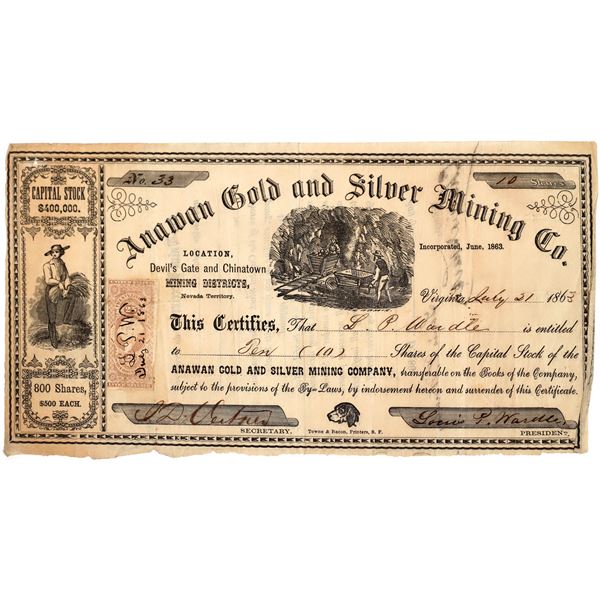 No. 33
10 Shares
CAPITAL STOCK
$400,000.
Anawan Gold and Silver Mining Co.
LOCATION,
Devil's Gate and Chinatown
MINING DISTRICTS,
Nevada Territory.
Incorporated, June, 1863.
Virginia, July 21 1863
L. P. W.
July 21 1863
This Certifies, That L. P. Wardle is entitled
to Ten (10) Shares of the Capital Stock of the
ANAWAN GOLD AND SILVER MINING COMPANY, transferable on the Books of the Company,
subject to the provisions of the By=Laws, by indorsement hereon and surrender of this Certificate.
800 Shares,
$500 EACH.
Louis P. Wardle
SECRETARY.
Towne & Bacon, Printers, S. F.
PRESIDENT.